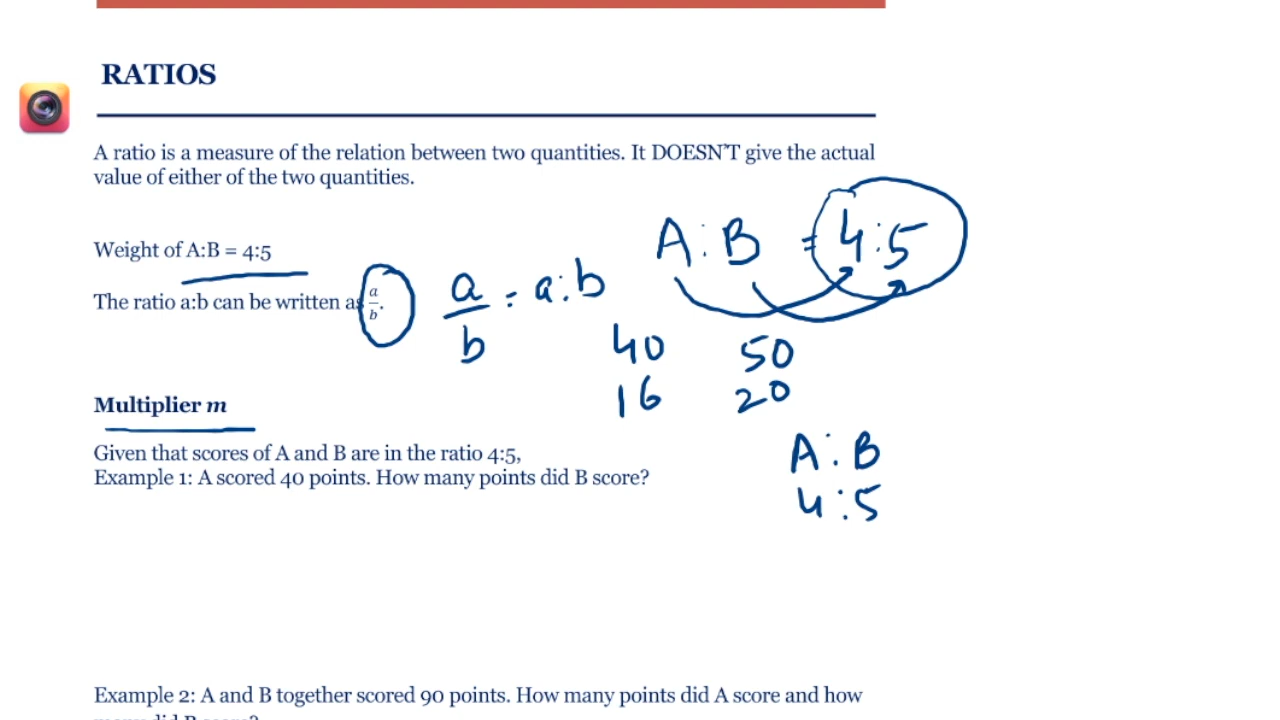 RATIOS
A ratio is a measure of the relation between two quantities. It DOESN'T give the actual
value of either of the two quantities.
A:B = 4:5
Weight of A:B = 4:5
The ratio a:b can be written as a/b.
a/b = a:b
40 50
16 20
Multiplier m
A:B
4:5
Given that scores of A and B are in the ratio 4:5,
Example 1: A scored 40 points. How many points did B score?
Example 2: A and B together scored 90 points. How many points did A score and how
many did B score?